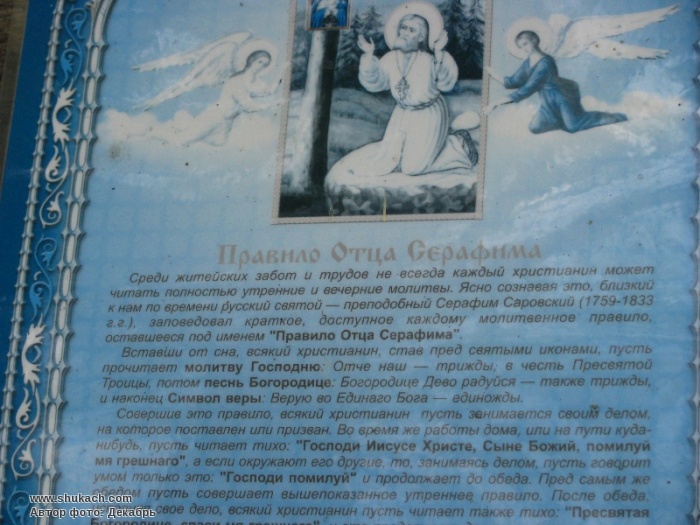 Правило Отца Серафима
Среди житейских забот и трудов не всегда каждый христианин может
читать полностью утренние и вечерние молитвы. Ясно сознавая это, близкий
к нам по времени русский святой — преподобный Серафим Саровский (1759-1833
г.г.), заповедовал краткое, доступное каждому молитвенное правило,
оставшееся под именем "Правило Отца Серафима".
Вставши от сна, всякий христианин, став пред святыми иконами, пусть
прочитает молитву Господню: Отче наш — трижды, в честь Пресвятой
Троицы, потом песнь Богородице: Богородице Дево радуйся — также трижды,
и наконец Символ веры: Верую во Единаго Бога — единожды.
Совершив это правило, всякий христианин пусть занимается своим делом,
на которое поставлен или призван. Во время же работы дома, или на пути куда-
нибудь, пусть читает тихо: "Господи Иисусе Христе, Сыне Божий, помилуй
мя грешнаго", а если окружают его другие, то, занимаясь делом, пусть говорит
умом только это: "Господи помилуй" и продолжает до обеда. Пред самым же
пусть совершает вышепоказанное утреннее правило. После обеда,
свое дело, всякий христианин пусть читает также тихо: "Пресвятая
www.shukach.com
Автор фото: Декабрь